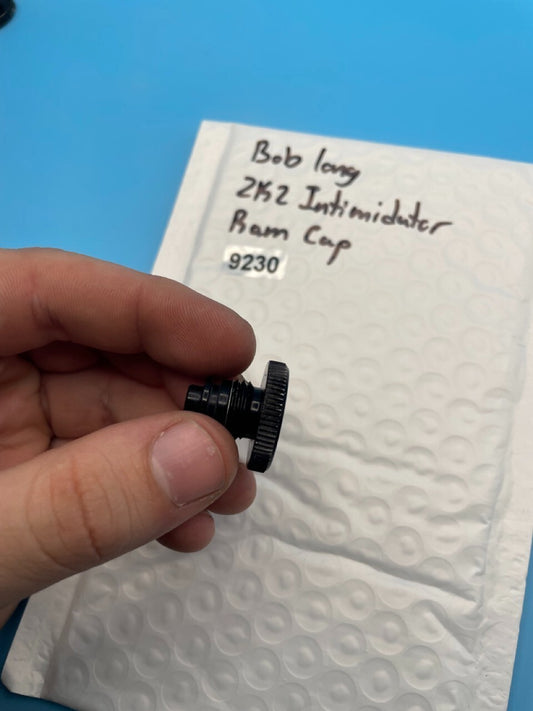 Bob long
2K2 Intimidator
Ram Cap
9230